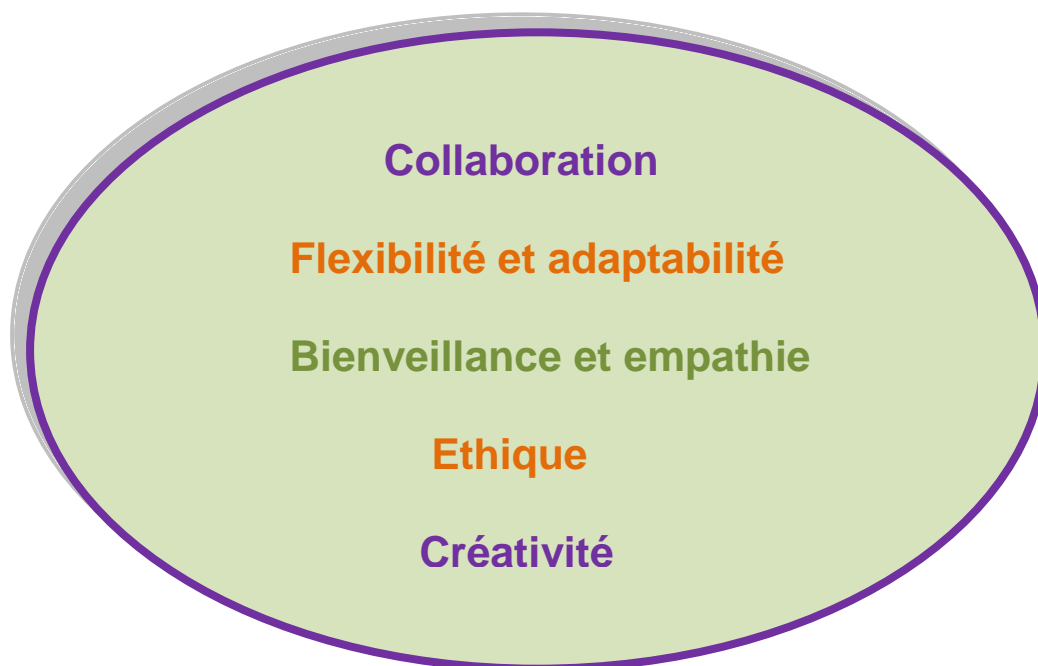 Collaboration
Flexibilité et adaptabilité
Bienveillance et empathie
Ethique
Créativité